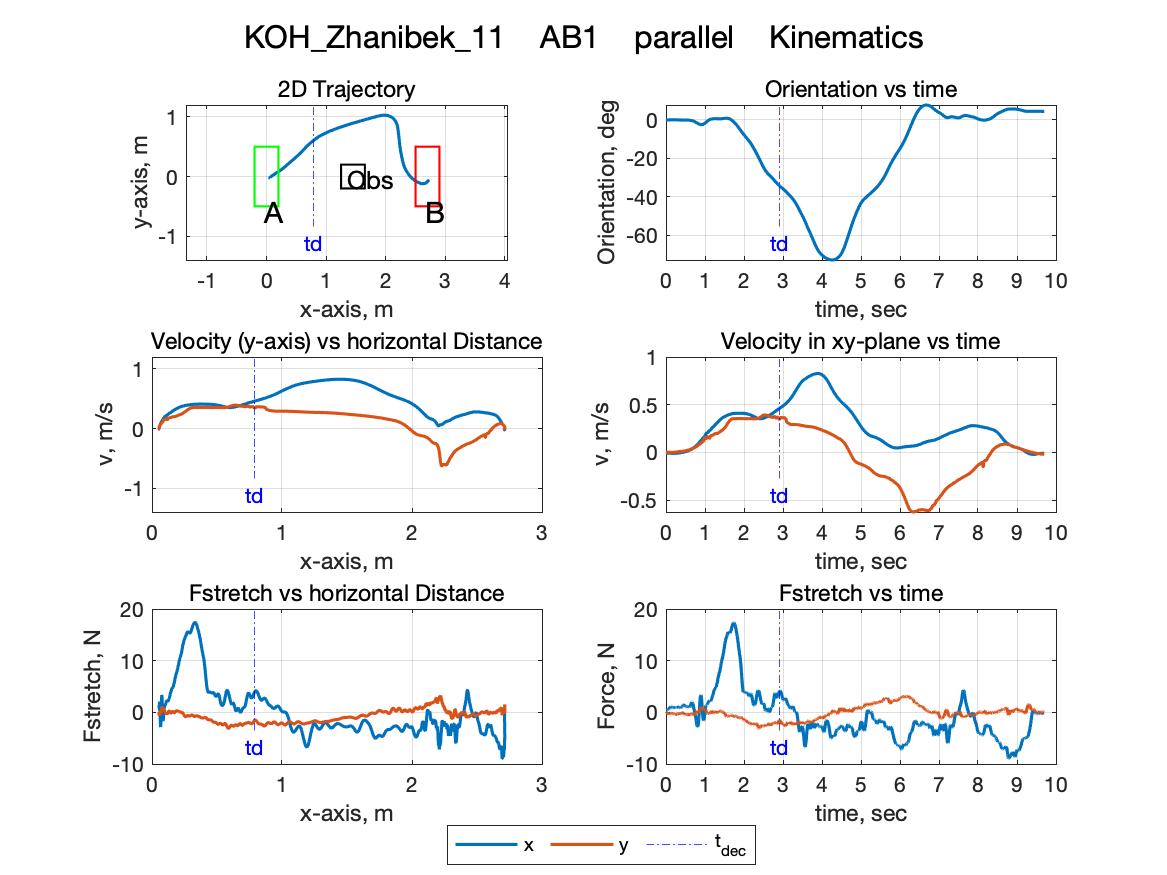 KOH_Zhanibek_11 AB1 parallel Kinematics
2D Trajectory
y-axis, m
1
0
-1
A
Obs
B
td
-1 0 1 2 3 4
x-axis, m
Orientation vs time
Orientation, deg
0
-20
-40
-60
td
0 1 2 3 4 5 6 7 8 9 10
time, sec
Velocity (y-axis) vs horizontal Distance
v, m/s
1
0
-1
td
0 1 2 3
x-axis, m
Velocity in xy-plane vs time
v, m/s
1
0.5
0
-0.5
td
0 1 2 3 4 5 6 7 8 9 10
time, sec
Fstretch vs horizontal Distance
Fstretch, N
20
10
0
-10
td
0 1 2 3
x-axis, m
Fstretch vs time
Force, N
20
10
0
-10
td
0 1 2 3 4 5 6 7 8 9 10
time, sec
x y t_dec